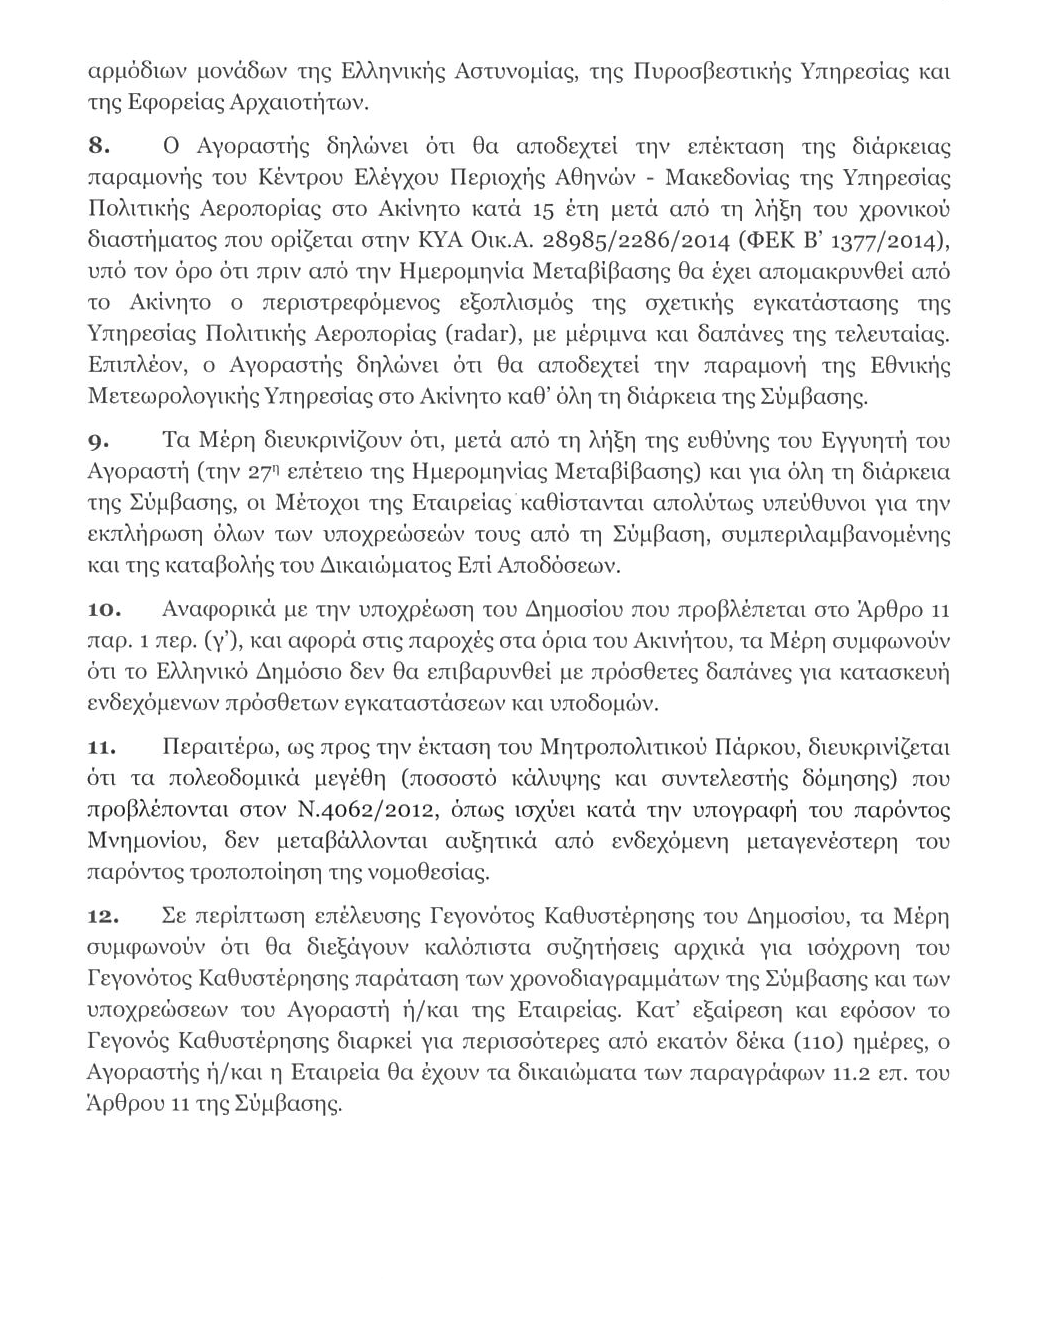 αρμόδιων μονάδων της Ελληνικής Αστυνομίας, της Πυροσβεστικής Υπηρεσίας και
της Εφορείας Αρχαιοτήτων.
8. Ο Αγοραστής δηλώνει ότι θα αποδεχτεί την επέκταση της διάρκειας
παραμονής του Κέντρου Ελέγχου Περιοχής Αθηνών - Μακεδονίας της Υπηρεσίας
Πολιτικής Αεροπορίας στο Ακίνητο κατά 15 έτη μετά από τη λήξη του χρονικού
διαστήματος που ορίζεται στην ΚΥΑ Οικ.Α. 28985/2286/2014 (ΦΕΚ Β’ 1377/2014),
υπό τον όρο ότι πριν από την Ημερομηνία Μεταβίβασης θα έχει απομακρυνθεί από
το Ακίνητο ο περιστρεφόμενος εξοπλισμός της σχετικής εγκατάστασης της
Υπηρεσίας Πολιτικής Αεροπορίας (radar), με μέριμνα και δαπάνες της τελευταίας.
Επιπλέον, ο Αγοραστής δηλώνει ότι θα αποδεχτεί την παραμονή της Εθνικής
Μετεωρολογικής Υπηρεσίας στο Ακίνητο καθ’ όλη τη διάρκεια της Σύμβασης.
9. Τα Μέρη διευκρινίζουν ότι, μετά από τη λήξη της ευθύνης του Εγγυητή του
Αγοραστή (την 27η επέτειο της Ημερομηνίας Μεταβίβασης) και για όλη τη διάρκεια
της Σύμβασης, οι Μέτοχοι της Εταιρείας καθίστανται απολύτως υπεύθυνοι για την
εκπλήρωση όλων των υποχρεώσεών τους από τη Σύμβαση, συμπεριλαμβανομένης
και της καταβολής του Δικαιώματος Επί Αποδόσεων.
10. Αναφορικά με την υποχρέωση του Δημοσίου που προβλέπεται στο Άρθρο 11
παρ. 1 περ. (γ’), και αφορά στις παροχές στα όρια του Ακινήτου, τα Μέρη συμφωνούν
ότι το Ελληνικό Δημόσιο δεν θα επιβαρυνθεί με πρόσθετες δαπάνες για κατασκευή
ενδεχόμενων πρόσθετων εγκαταστάσεων και υποδομών.
11. Περαιτέρω, ως προς την έκταση του Μητροπολιτικού Πάρκου, διευκρινίζεται
ότι τα πολεοδομικά μεγέθη (ποσοστό κάλυψης και συντελεστής δόμησης) που
προβλέπονται στον Ν.4062/2012, όπως ισχύει κατά την υπογραφή του παρόντος
Μνημονίου, δεν μεταβάλλονται αυξητικά από ενδεχόμενη μεταγενέστερη του
παρόντος τροποποίηση της νομοθεσίας.
12. Σε περίπτωση επέλευσης Γεγονότος Καθυστέρησης του Δημοσίου, τα Μέρη
συμφωνούν ότι θα διεξάγουν καλόπιστα συζητήσεις αρχικά για ισόχρονη του
Γεγονότος Καθυστέρησης παράταση των χρονοδιαγραμμάτων της Σύμβασης και των
υποχρεώσεων του Αγοραστή ή/και της Εταιρείας. Κατ’ εξαίρεση και εφόσον το
Γεγονός Καθυστέρησης διαρκεί για περισσότερες από εκατόν δέκα (110) ημέρες, ο
Αγοραστής ή/και η Εταιρεία θα έχουν τα δικαιώματα των παραγράφων 11.2 επ. του
Άρθρου 11 της Σύμβασης.